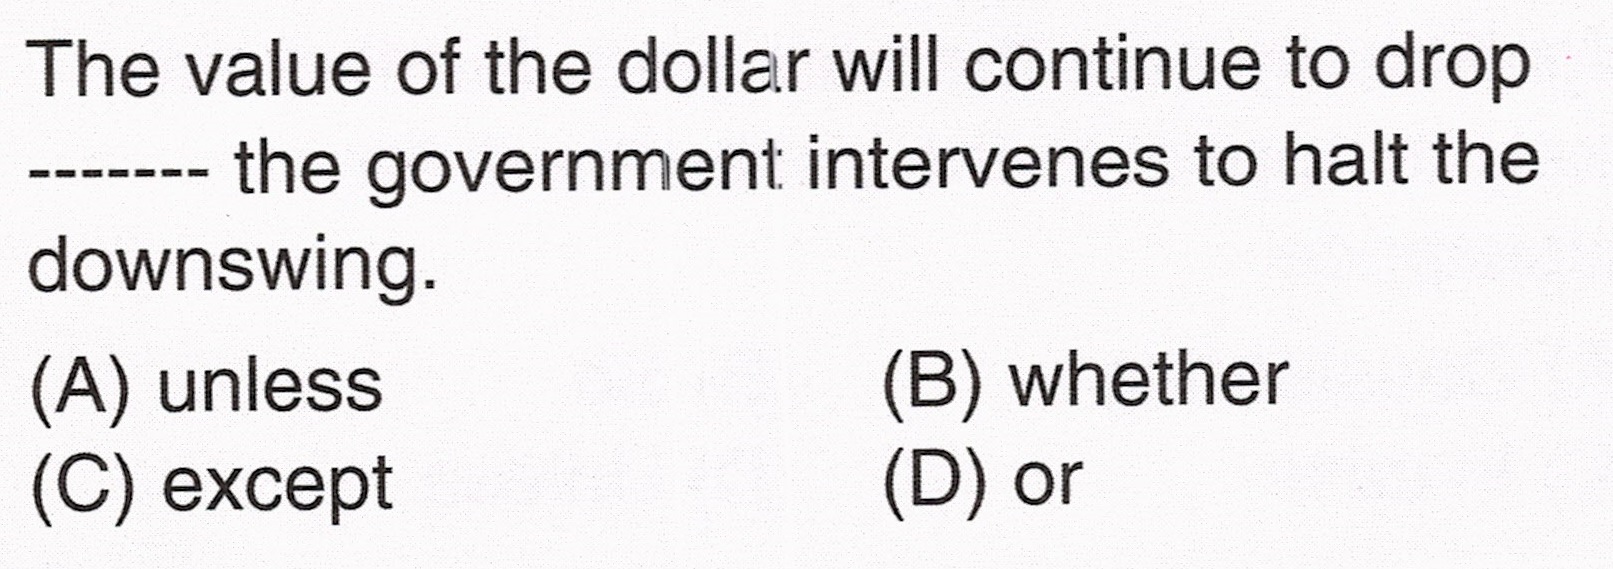 The value of the dollar will continue to drop
------- the government intervenes to halt the
downswing.
(A) unless (B) whether
(C) except (D) or